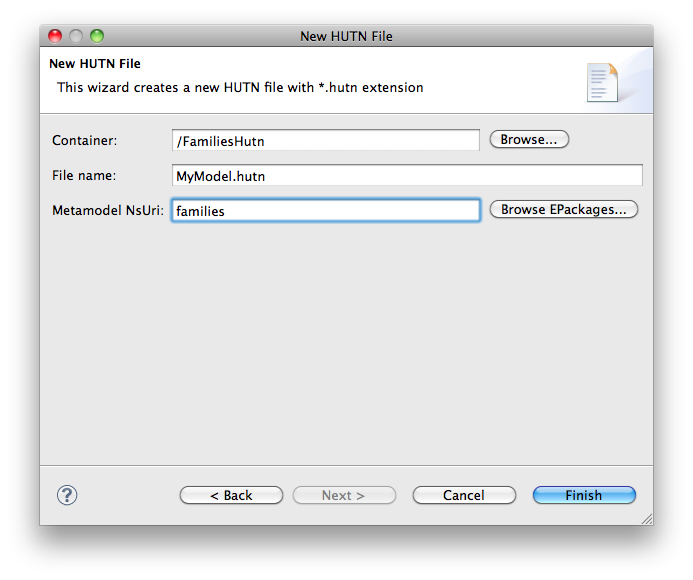 New HUTN File
New HUTN File
This wizard creates a new HUTN file with *.hutn extension
Container: /FamiliesHutn Browse...
File name: MyModel.hutn
Metamodel NsUri: families Browse EPackages...
? < Back Next > Cancel Finish